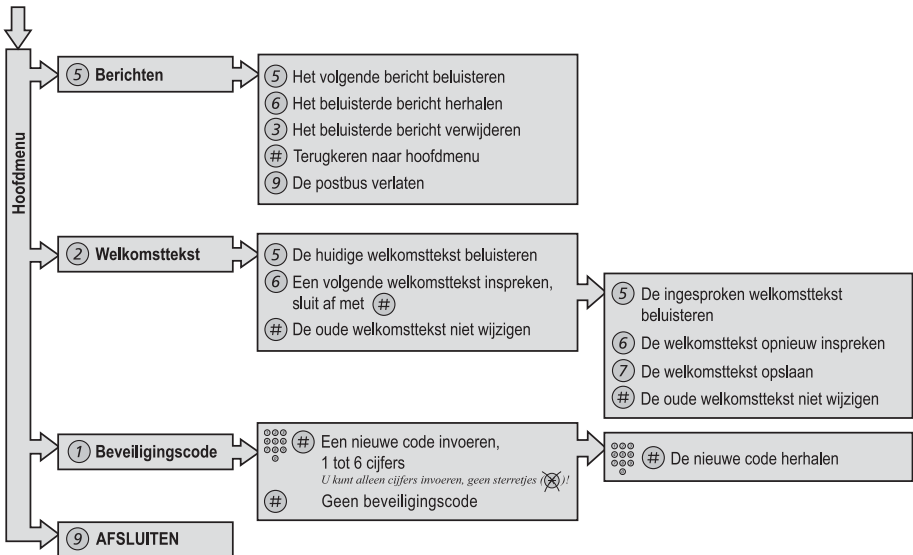 Hoofdmenu
5 Berichten
5 Het volgende bericht beluisteren
6 Het beluisterde bericht herhalen
3 Het beluisterde bericht verwijderen
# Terugkeren naar hoofdmenu
9 De postbus verlaten
2 Welkomsttekst
5 De huidige welkomsttekst beluisteren
6 Een volgende welkomsttekst inspreken,
sluit af met #
# De oude welkomsttekst niet wijzigen
5 De ingesproken welkomsttekst
beluisteren
6 De welkomsttekst opnieuw inspreken
7 De welkomsttekst opslaan
# De oude welkomsttekst niet wijzigen
1 Beveiligingscode
# Een nieuwe code invoeren,
1 tot 6 cijfers
U kunt alleen cijfers invoeren, geen sterretjes (*)!
# Geen beveiligingscode
# De nieuwe code herhalen
9 AFSLUITEN